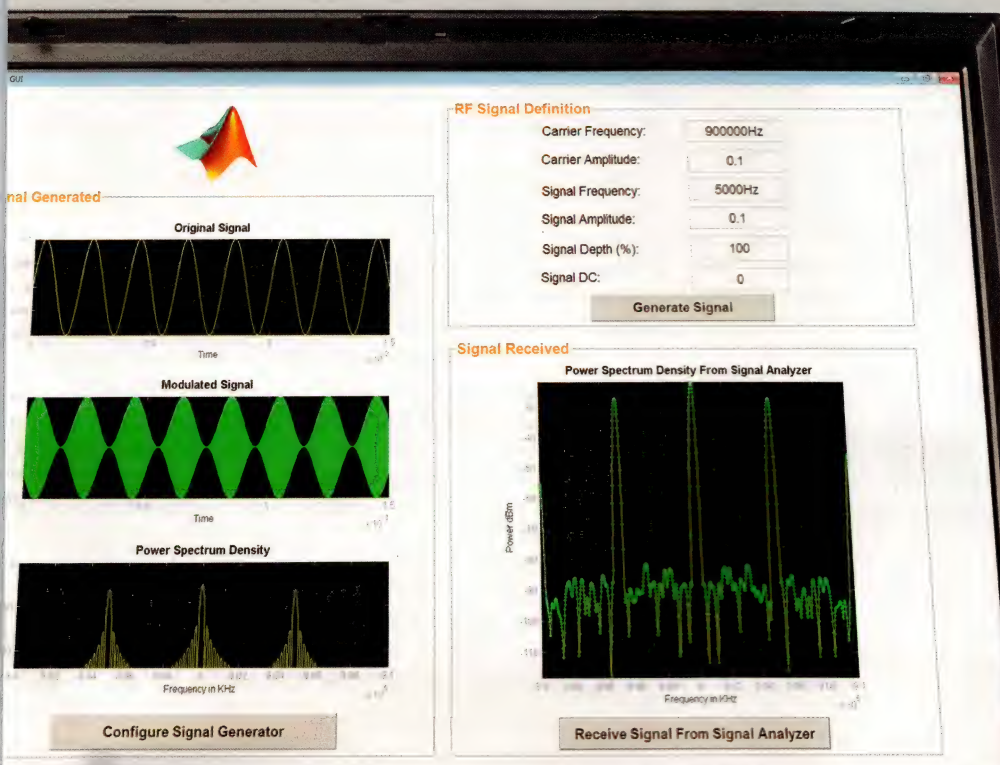 GUI
RF Signal Definition
Carrier Frequency: 900000Hz
Carrier Amplitude: 0.1
Signal Frequency: 5000Hz
Signal Amplitude: 0.1
Signal Depth (%): 100
Signal DC: 0
Generate Signal
nal Generated
Original Signal
Time
Modulated Signal
Time
Power Spectrum Density
Frequency in KHz
Configure Signal Generator
Signal Received
Power Spectrum Density From Signal Analyzer
Power dBm
Frequency in KHz
Receive Signal From Signal Analyzer